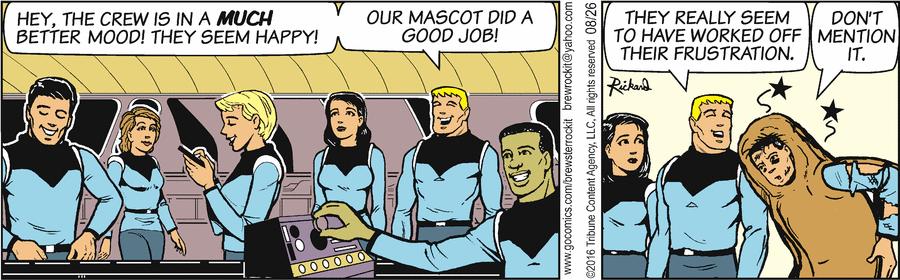 HEY, THE CREW IS IN A MUCH
BETTER MOOD! THEY SEEM HAPPY!
OUR MASCOT DID A
GOOD JOB!
www.gocomics.com/brewsterrockit brewrockit@yahoo.com
©2016 Tribune Content Agency, LLC. All rights reserved 08/26
THEY REALLY SEEM
TO HAVE WORKED OFF
THEIR FRUSTRATION.
DON'T
MENTION
IT.
Rickard